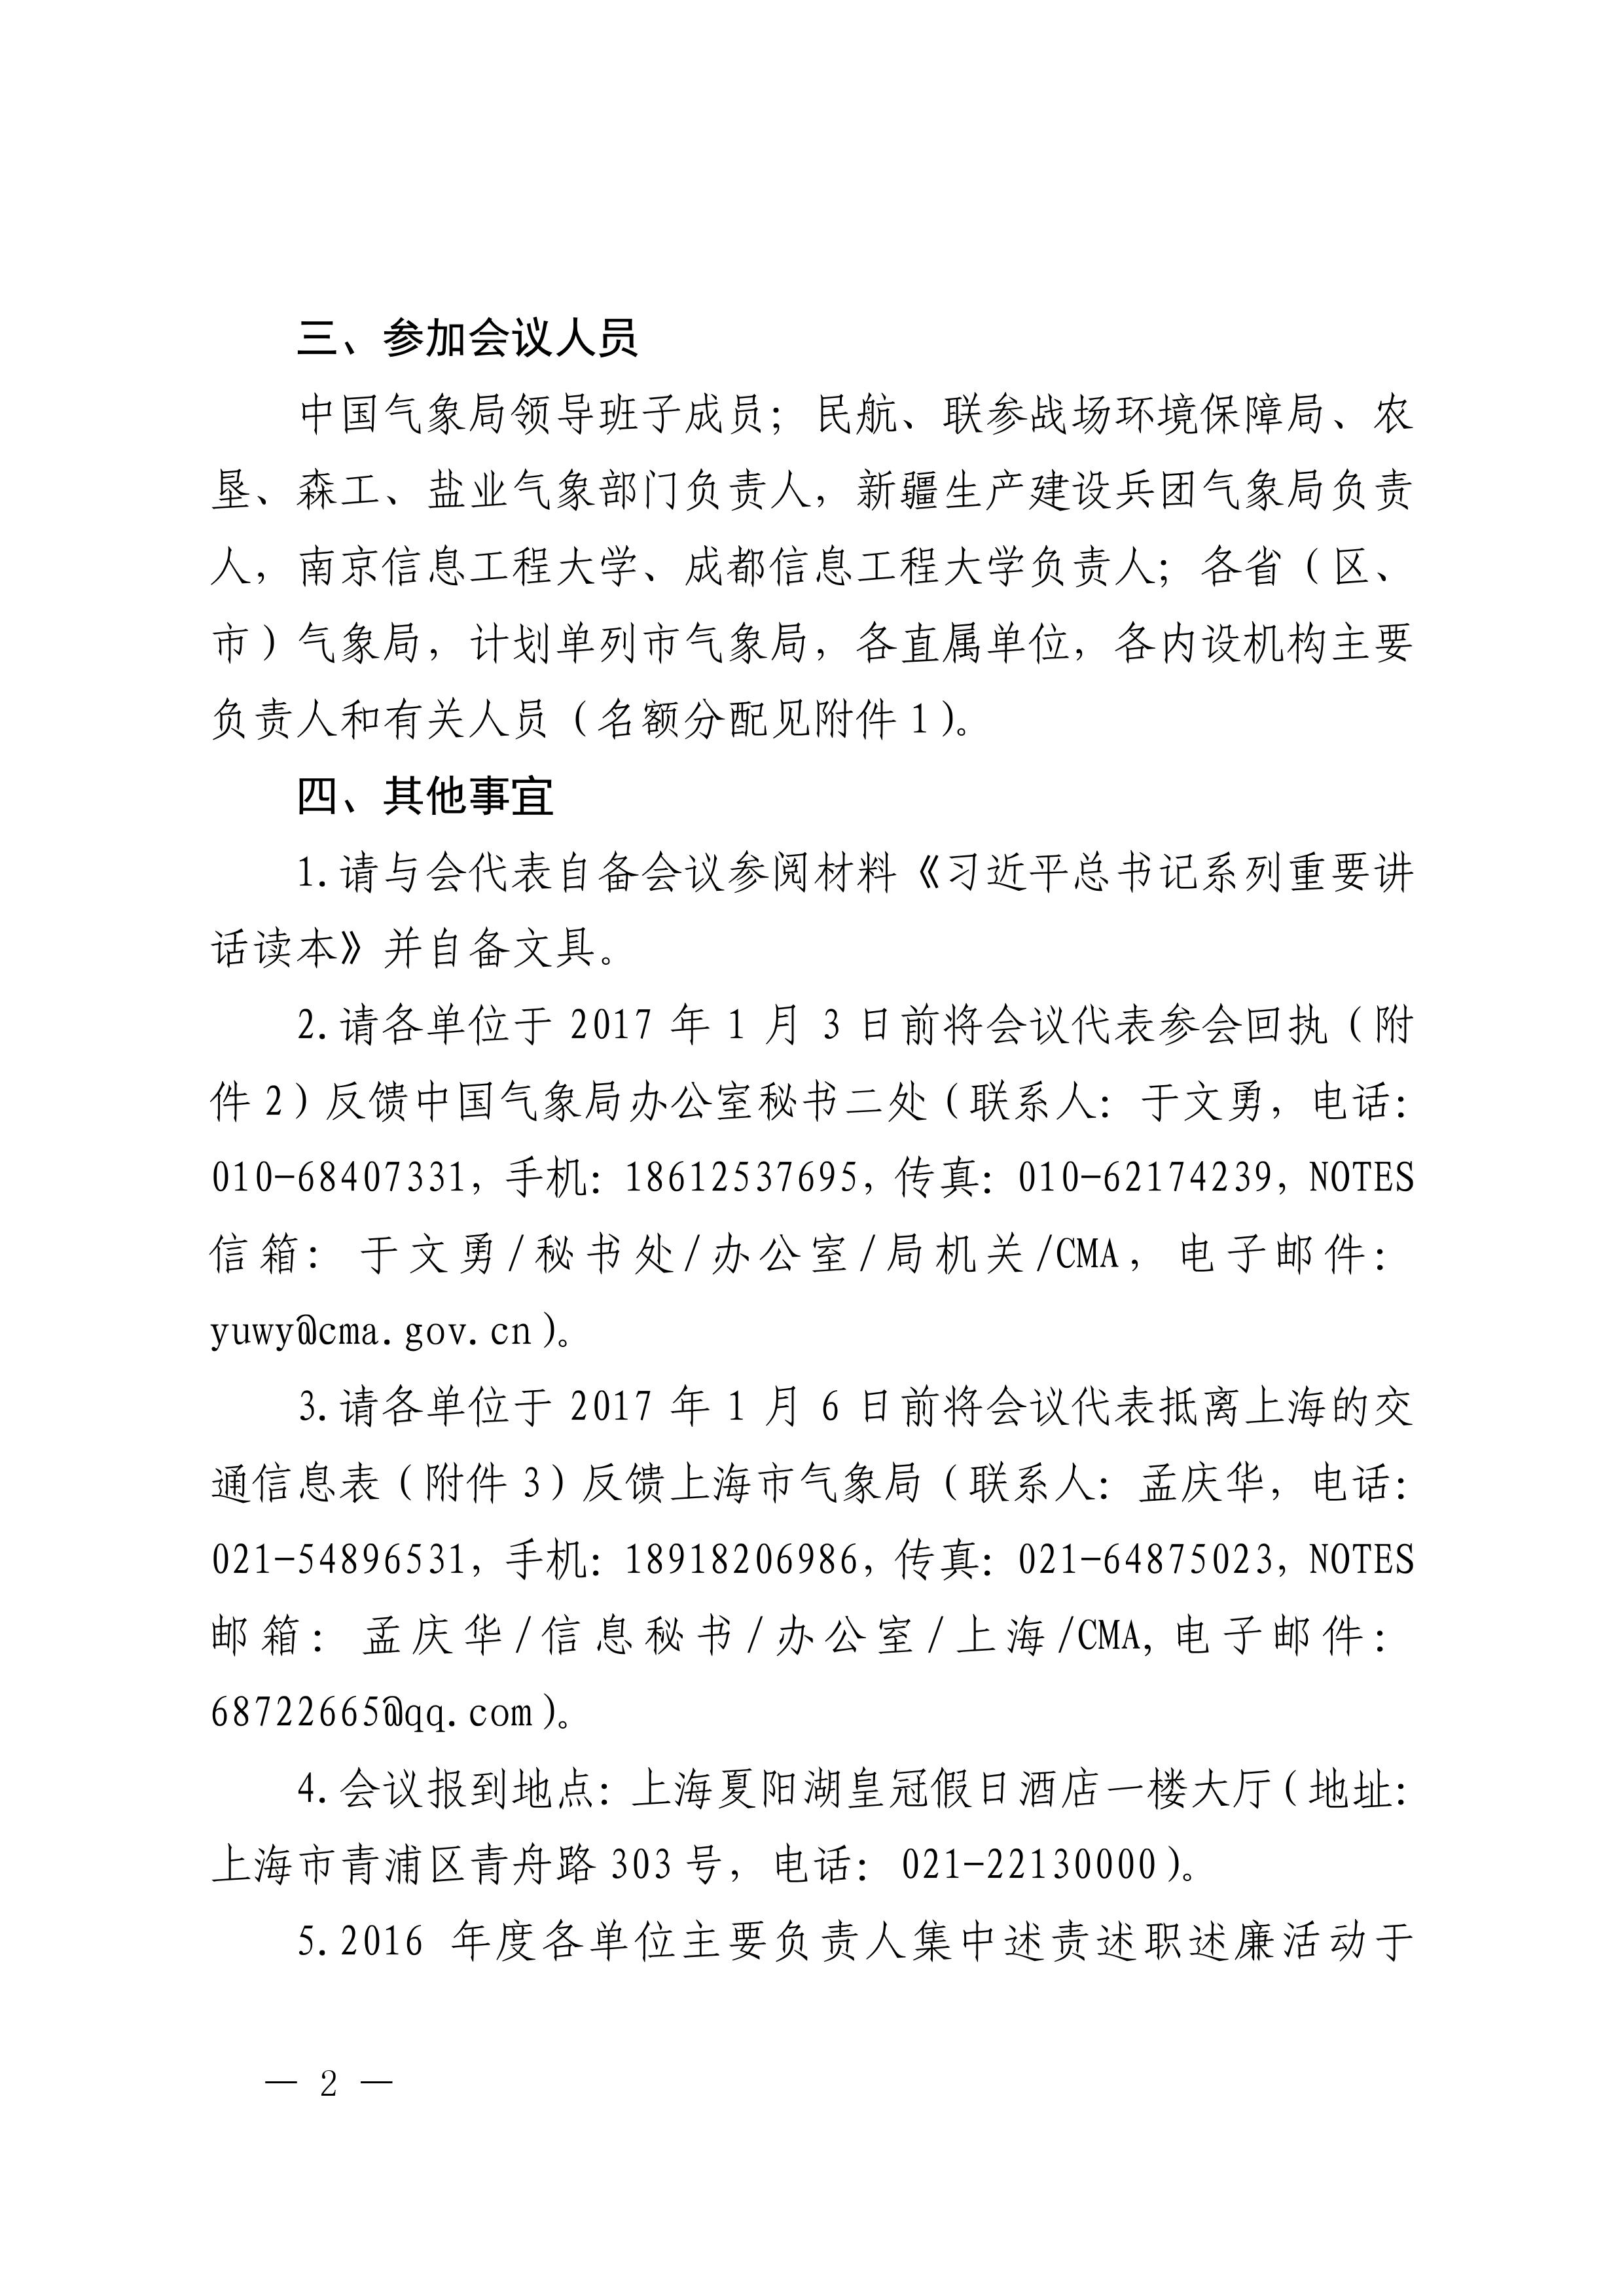 三、参加会议人员
中国气象局领导班子成员；民航、联参战场环境保障局、农
垦、森工、盐业气象部门负责人，新疆生产建设兵团气象局负责
人，南京信息工程大学、成都信息工程大学负责人；各省（区、
市）气象局，计划单列市气象局，各直属单位，各内设机构主要
负责人和有关人员（名额分配见附件1）。
四、其他事宜
1.请与会代表自备会议参阅材料《习近平总书记系列重要讲
话读本》并自备文具。
2.请各单位于 2017 年 1 月 3 日前将会议代表参会回执（附
件 2）反馈中国气象局办公室秘书二处（联系人：于文勇，电话：
010-68407331，手机：18612537695，传真：010-62174239，NOTES
信箱：于文勇/秘书处/办公室/局机关/CMA，电子邮件：
yuwy@cma.gov.cn）。
3.请各单位于 2017 年 1 月 6 日前将会议代表抵离上海的交
通信息表（附件 3）反馈上海市气象局（联系人：孟庆华，电话：
021-54896531，手机：18918206986，传真：021-64875023，NOTES
邮箱：孟庆华/信息秘书/办公室/上海/CMA,电子邮件：
68722665@qq.com）。
4.会议报到地点：上海夏阳湖皇冠假日酒店一楼大厅（地址：
上海市青浦区青舟路 303 号，电话：021-22130000）。
5.2016 年度各单位主要负责人集中述责述职述廉活动于
— 2 —